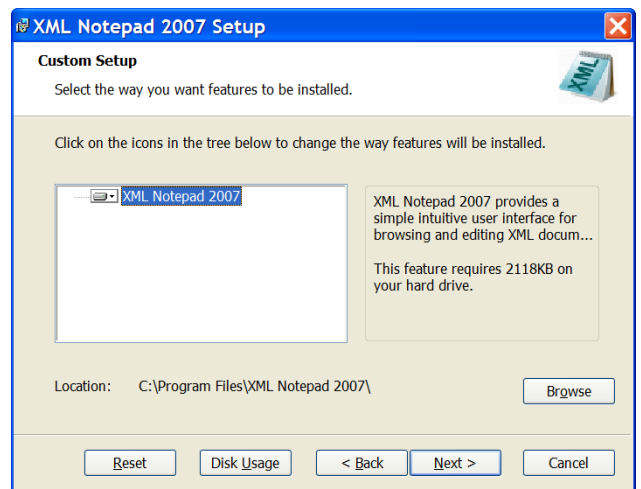 XML Notepad 2007 Setup
Custom Setup
Select the way you want features to be installed.
XML
Click on the icons in the tree below to change the way features will be installed.
XML Notepad 2007
XML Notepad 2007 provides a
simple intuitive user interface for
browsing and editing XML docum...
This feature requires 2118KB on
your hard drive.
Location: C:\Program Files\XML Notepad 2007\
Browse
Reset Disk Usage < Back Next > Cancel